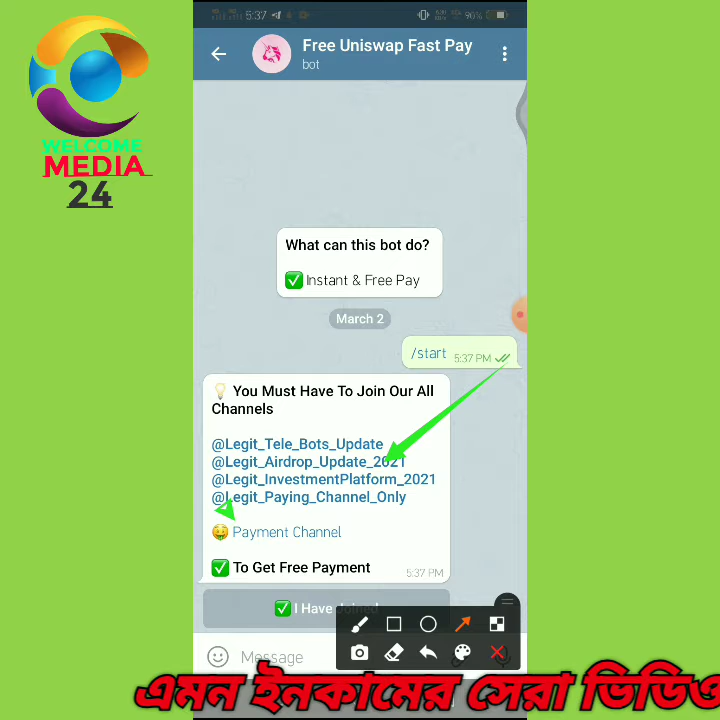 WELCOME
MEDIA
24
5:37
90%
Free Uniswap Fast Pay
bot
What can this bot do?
✅ Instant & Free Pay
March 2
/start 5:37 PM
💡 You Must Have To Join Our All
Channels
@Legit_Tele_Bots_Update
@Legit_Airdrop_Update_2021
@Legit_InvestmentPlatform_2021
@Legit_Paying_Channel_Only
🤑 Payment Channel
✅ To Get Free Payment
5:37 PM
✅ I Have Joined
Message
এমন ইনকামের সেরা ভিডিও